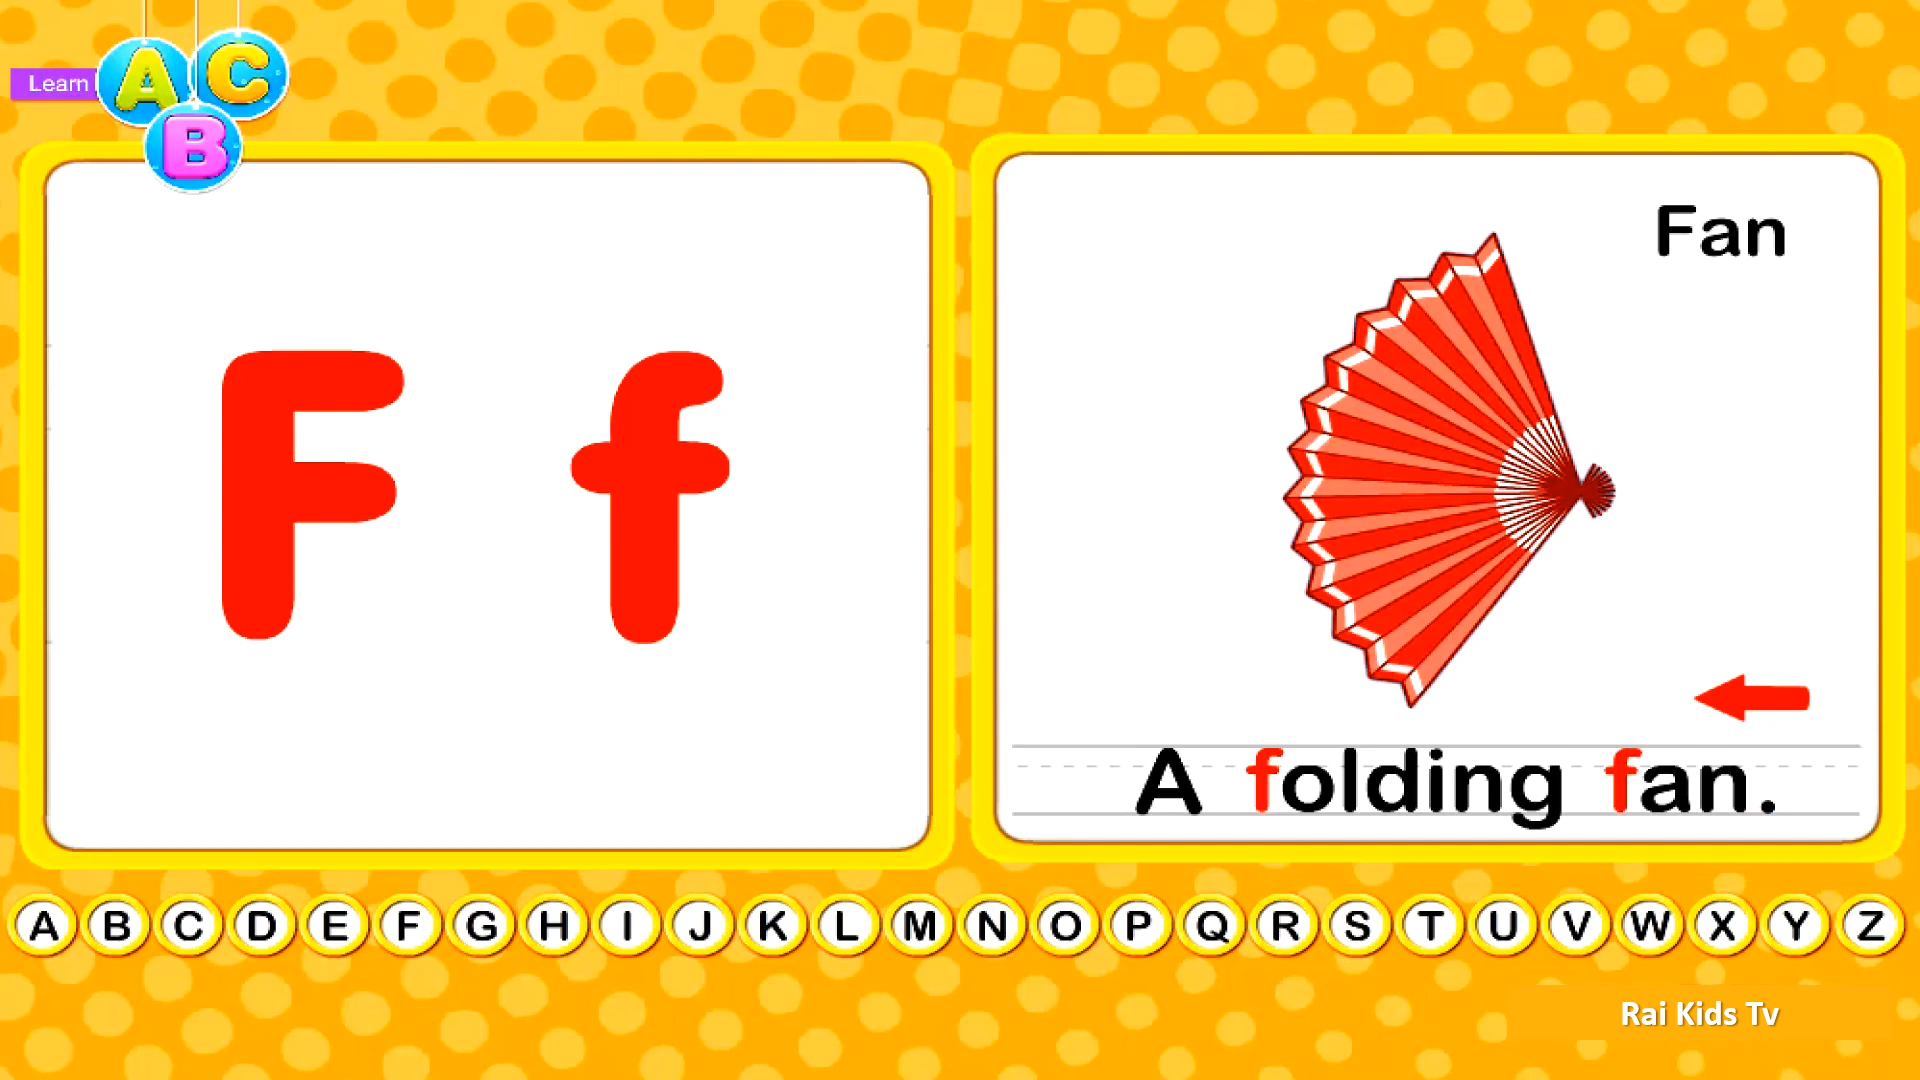 Learn
A C
B
F f
Fan
A folding fan.
A B C D E F G H I J K L M N O P Q R S T U V W X Y Z
Rai Kids Tv